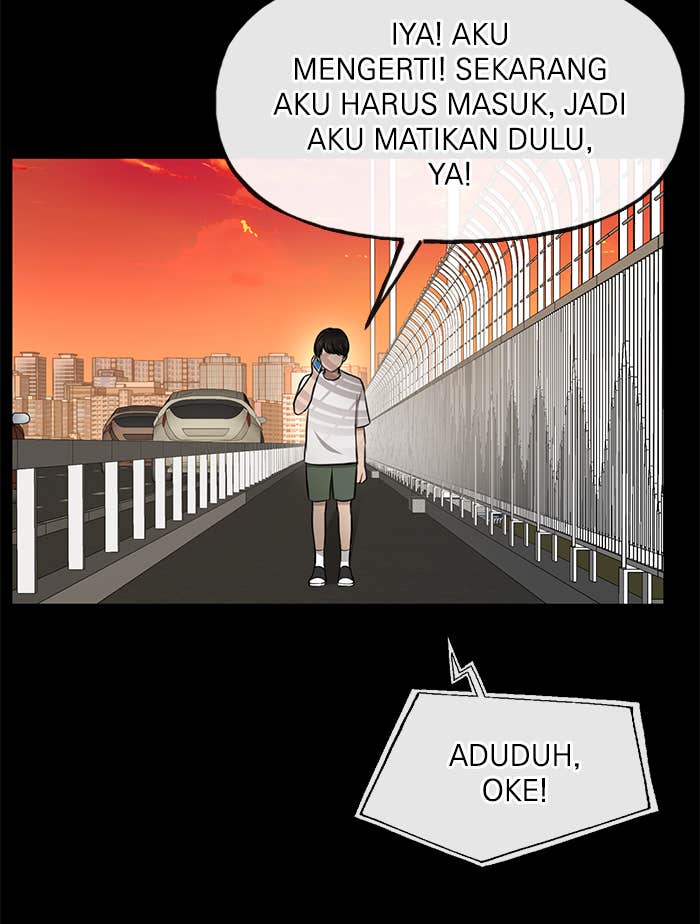 IYA! AKU
MENGERTI! SEKARANG
AKU HARUS MASUK, JADI
AKU MATIKAN DULU,
YA!
ADUDUH,
OKE!